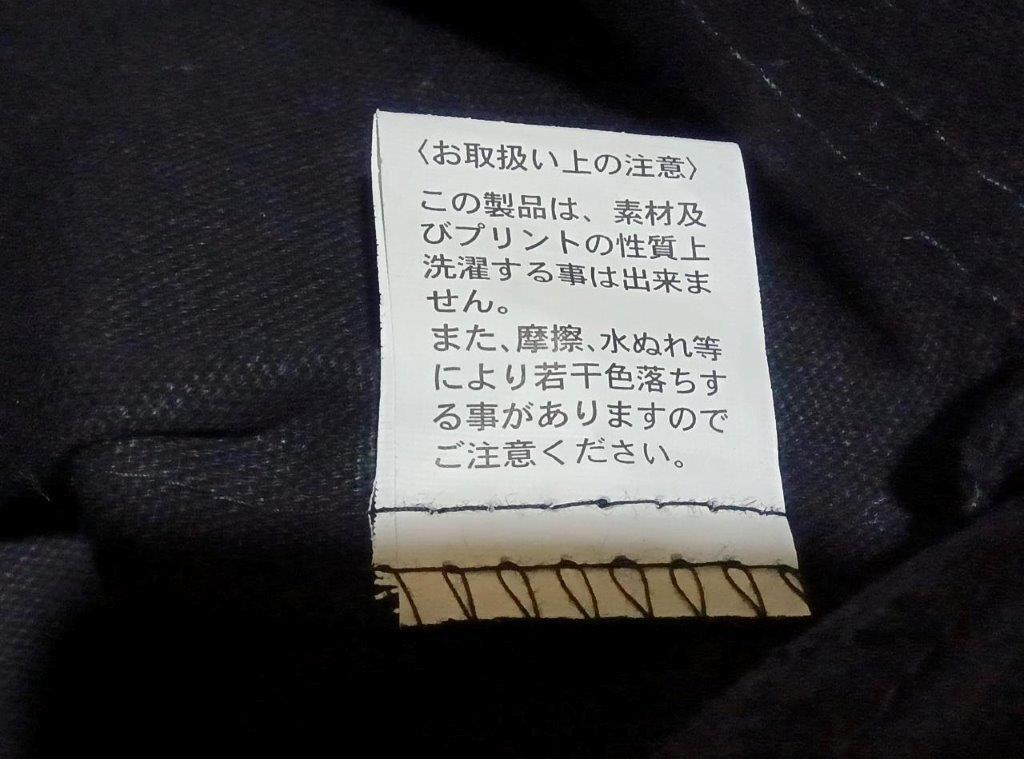 〈お取扱い上の注意〉
この製品は、素材及
びプリントの性質上
洗濯する事は出来ま
せん。
また、摩擦、水ぬれ等
により若干色落ちす
る事がありますので
ご注意ください。